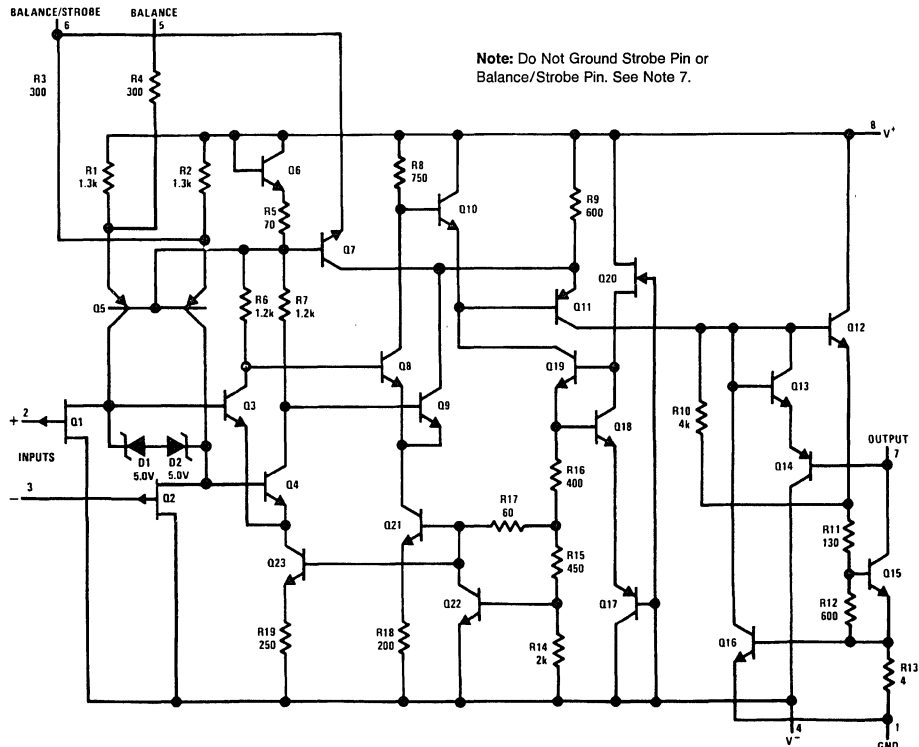 BALANCE/STROBE
6
BALANCE
5
Note: Do Not Ground Strobe Pin or
Balance/Strobe Pin. See Note 7.
R3
300
R4
300
8
V+
R1
1.3k
R2
1.3k
Q6
R5
70
R8
750
Q10
R9
600
Q7
Q5
R6
1.2k
R7
1.2k
Q20
Q11
Q12
Q8
Q19
Q13
Q3
Q9
Q18
R10
4k
OUTPUT
7
+
2
Q1
INPUTS
D1
5.0V
D2
5.0V
Q14
−
3
Q2
Q4
R16
400
R17
60
Q21
R11
130
Q23
R15
450
Q15
Q22
Q17
R12
600
Q16
R19
250
R18
200
R14
2k
R13
4
4
V−
1
GND